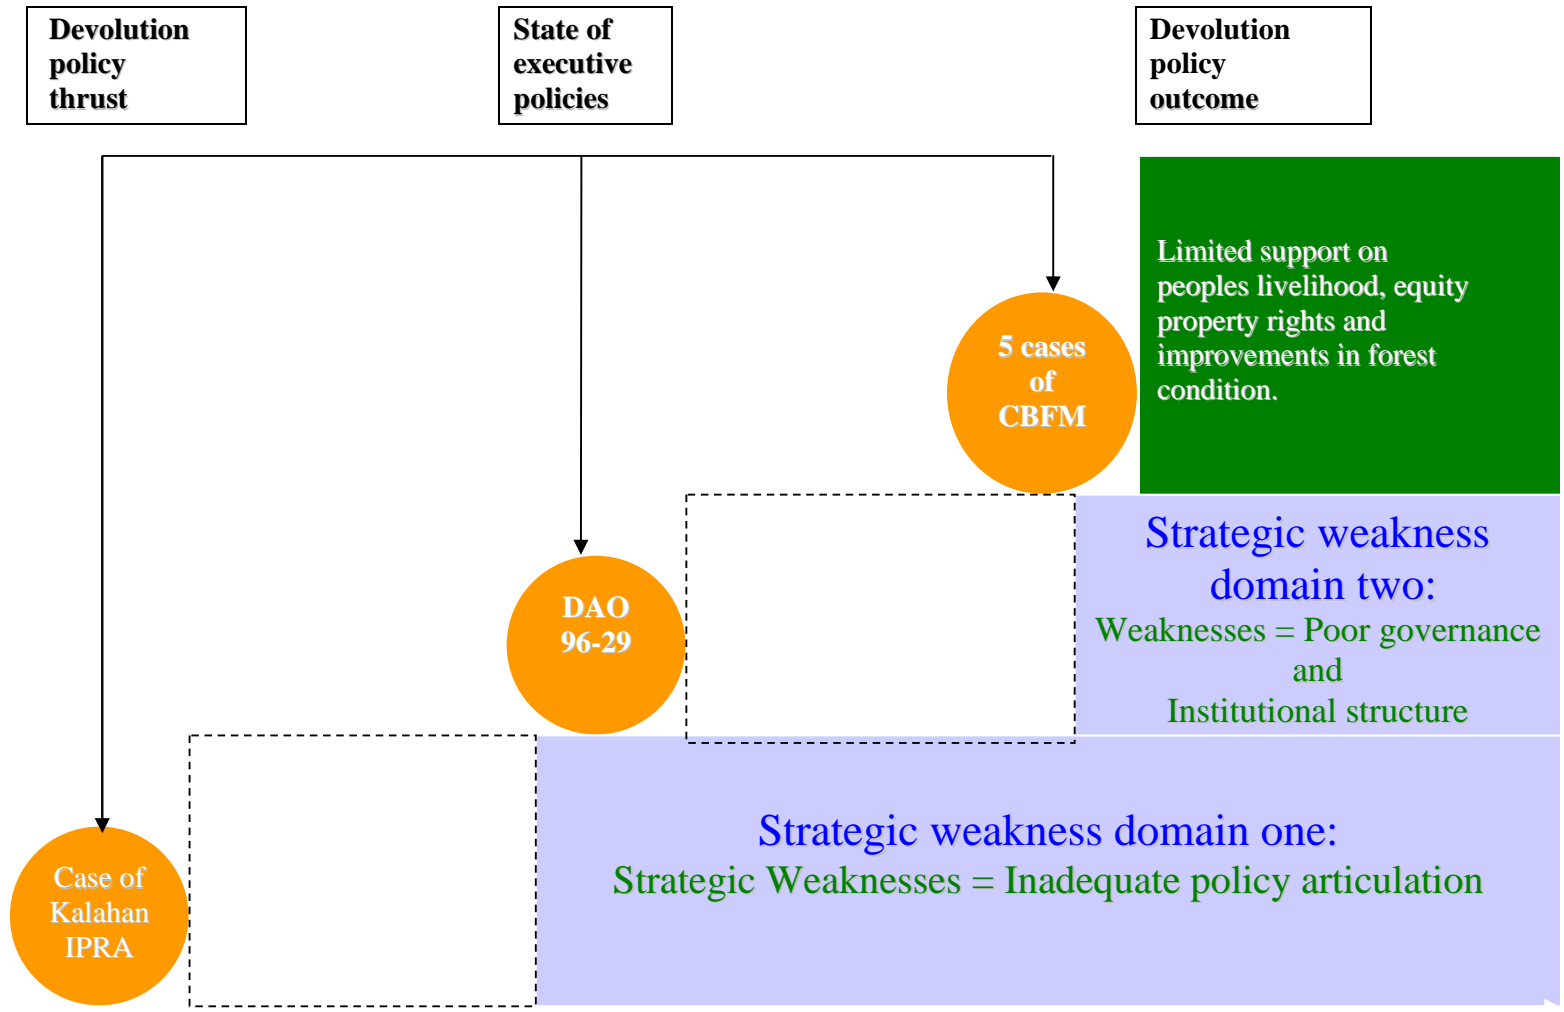 Devolution
policy
thrust
State of
executive
policies
Devolution
policy
outcome
Limited support on
peoples livelihood, equity
property rights and
improvements in forest
condition.
5 cases
of
CBFM
Strategic weakness
domain two:
Weaknesses = Poor governance
and
Institutional structure
DAO
96-29
Strategic weakness domain one:
Strategic Weaknesses = Inadequate policy articulation
Case of
Kalahan
IPRA